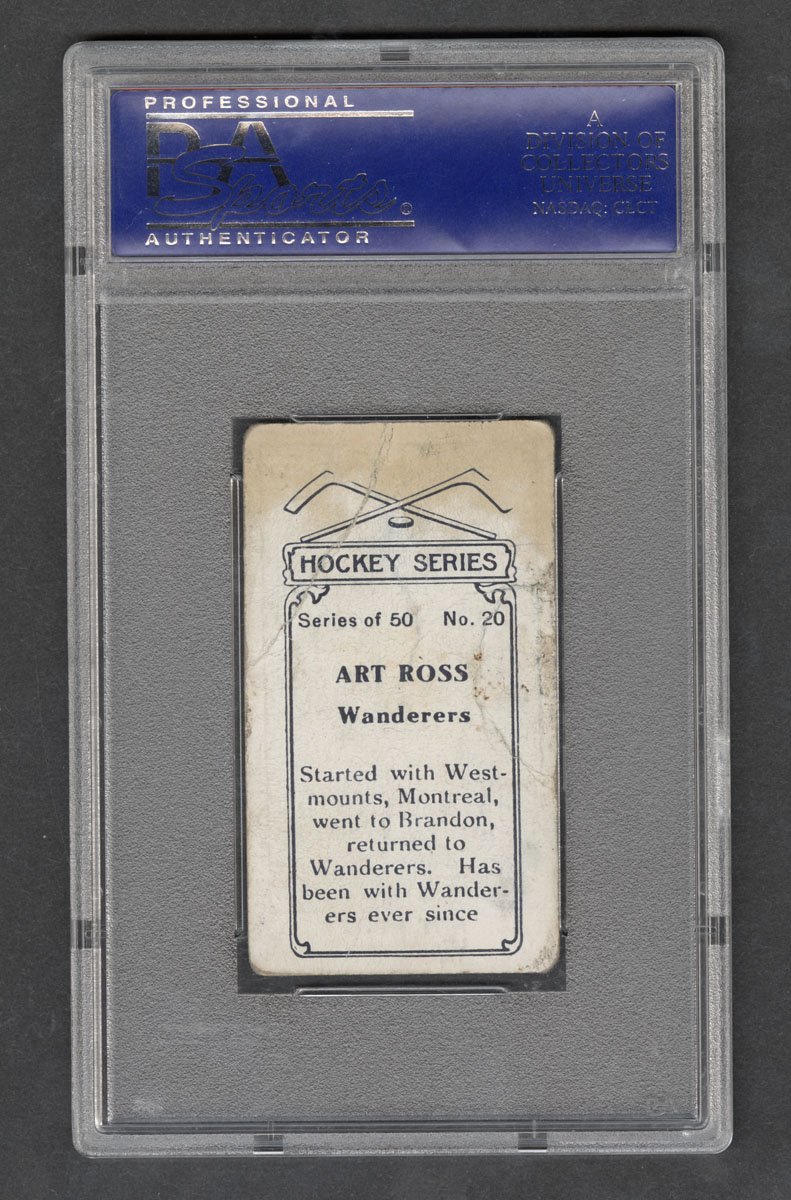 PROFESSIONAL
PSA
Sports®
AUTHENTICATOR
A
DIVISION OF
COLLECTORS
UNIVERSE
NASDAQ: CLCT
HOCKEY SERIES
Series of 50 No. 20
ART ROSS
Wanderers
Started with West-
mounts, Montreal,
went to Brandon,
returned to
Wanderers. Has
been with Wander-
ers ever since